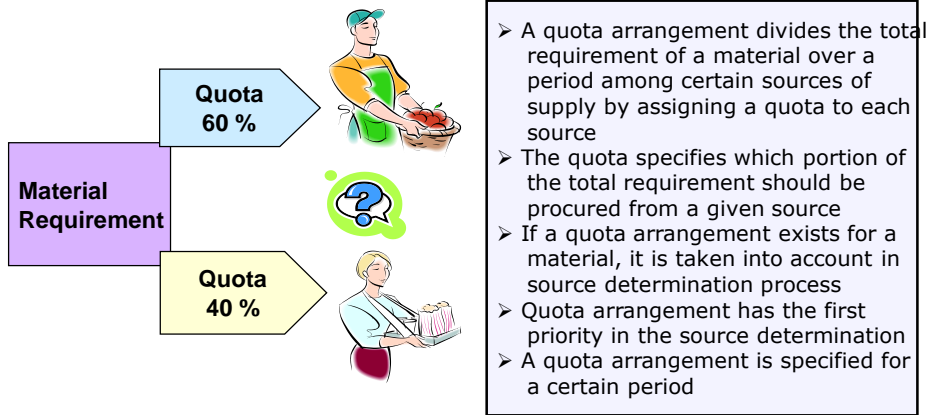 Material
Requirement
Quota
60 %
?
Quota
40 %
➢ A quota arrangement divides the total
requirement of a material over a
period among certain sources of
supply by assigning a quota to each
source
➢ The quota specifies which portion of
the total requirement should be
procured from a given source
➢ If a quota arrangement exists for a
material, it is taken into account in
source determination process
➢ Quota arrangement has the first
priority in the source determination
➢ A quota arrangement is specified for
a certain period